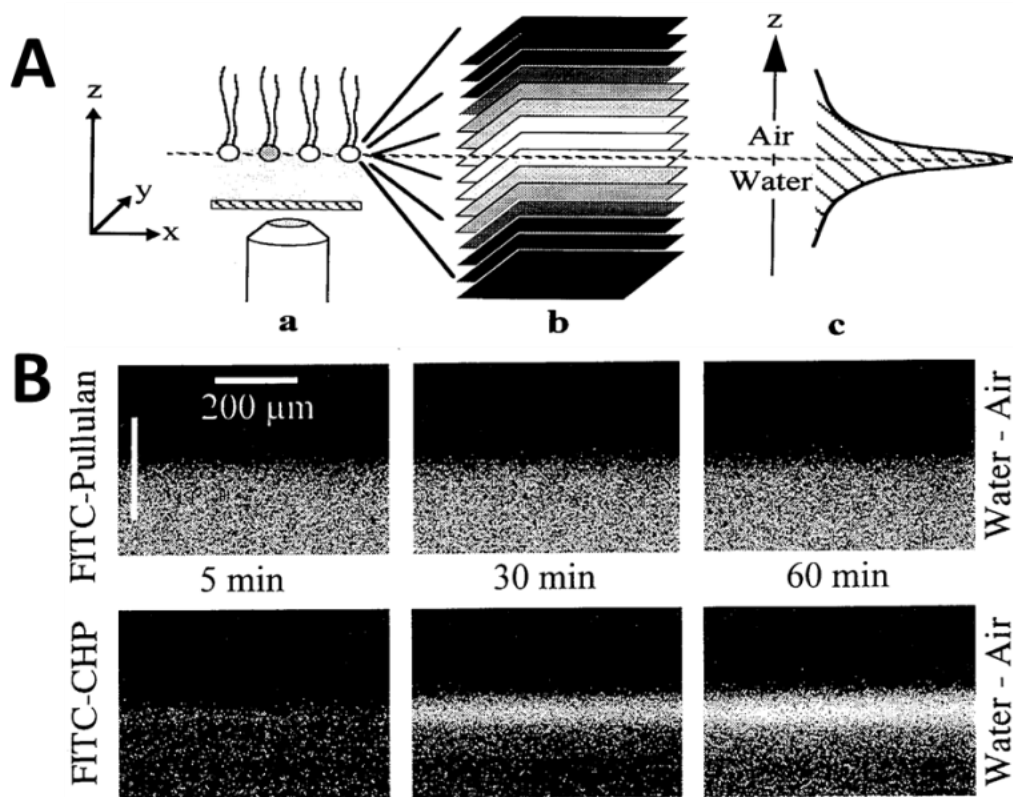 A
z
y
x
a
b
z
Air
Water
c
B
FITC-Pullulan
200 µm
Water - Air
5 min
30 min
60 min
FITC-CHP
Water - Air